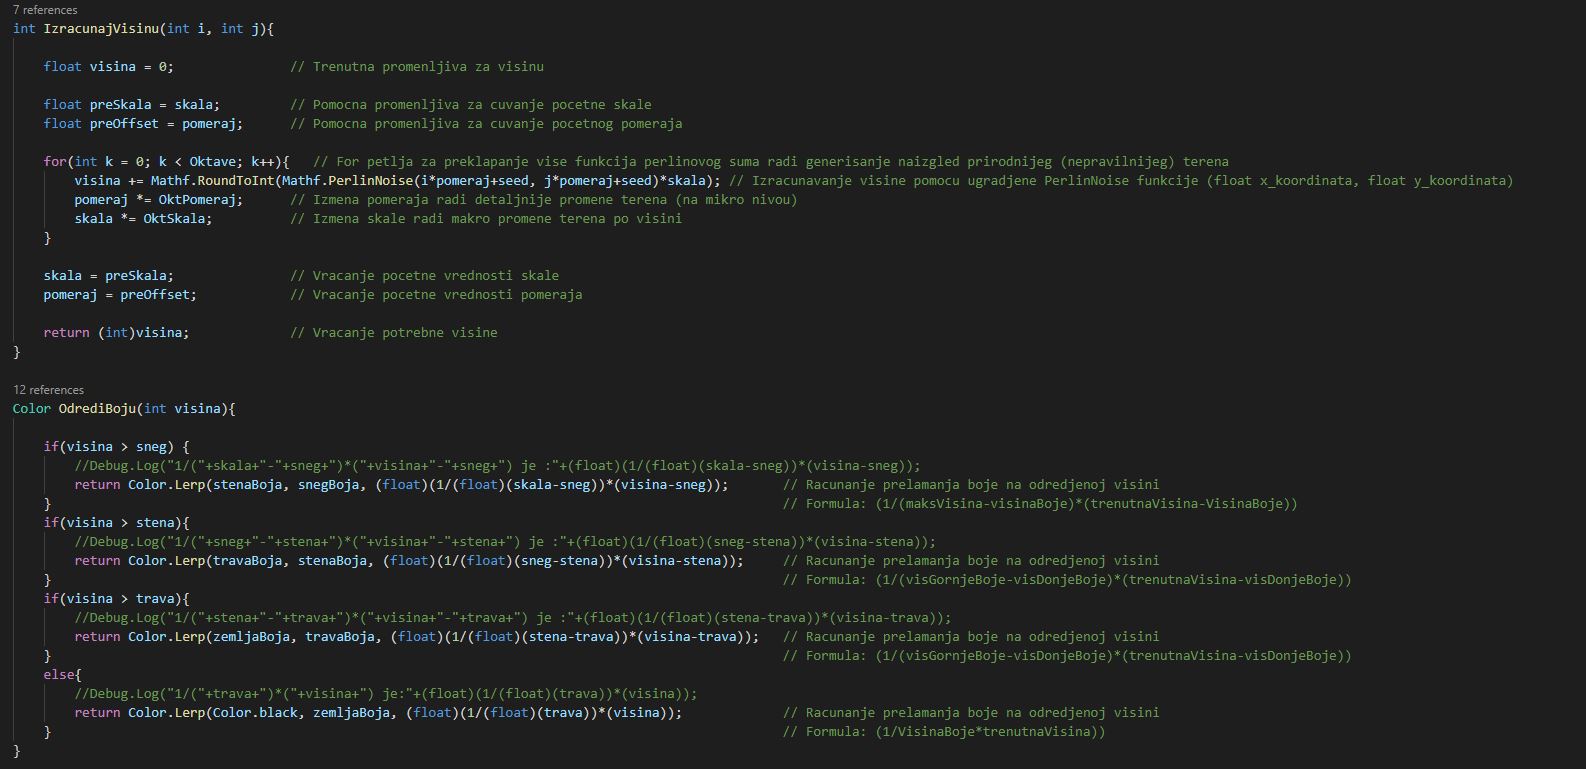 7 references
int IzracunajVisinu(int i, int j){
float visina = 0; // Trenutna promenljiva za visinu
float preSkala = skala; // Pomocna promenljiva za cuvanje pocetne skale
float preOffset = pomeraj; // Pomocna promenljiva za cuvanje pocetnog pomeraja
for(int k = 0; k < Oktave; k++){ // For petlja za preklapanje vise funkcija perlinovog suma radi generisanje naizgled prirodnijeg (nepravilnijeg) terena
visina += Mathf.RoundToInt(Mathf.PerlinNoise(i*pomeraj+seed, j*pomeraj+seed)*skala); // Izracunavanje visine pomocu ugradjene PerlinNoise funkcije (float x_koordinata, float y_koordinata)
pomeraj *= OktPomeraj; // Izmena pomeraja radi detaljnije promene terena (na mikro nivou)
skala *= OktSkala; // Izmena skale radi makro promene terena po visini
}
skala = preSkala; // Vracanje pocetne vrednosti skale
pomeraj = preOffset; // Vracanje pocetne vrednosti pomeraja
return (int)visina; // Vracanje potrebne visine
}
12 references
Color OdrediBoju(int visina){
if(visina > sneg) {
//Debug.Log("1/("+skala+"-"+sneg+")*("+visina+"-"+sneg+") je :"+(float)(1/(float)(skala-sneg))*(visina-sneg));
return Color.Lerp(stenaBoja, snegBoja, (float)(1/(float)(skala-sneg))*(visina-sneg)); // Racunanje prelamanja boje na odredjenoj visini
} // Formula: (1/(maksVisina-visinaBoje)*(trenutnaVisina-VisinaBoje))
if(visina > stena){
//Debug.Log("1/("+sneg+"-"+stena+")*("+visina+"-"+stena+") je :"+(float)(1/(float)(sneg-stena))*(visina-stena));
return Color.Lerp(travaBoja, stenaBoja, (float)(1/(float)(sneg-stena))*(visina-stena)); // Racunanje prelamanja boje na odredjenoj visini
} // Formula: (1/(visGornjeBoje-visDonjeBoje)*(trenutnaVisina-visDonjeBoje))
if(visina > trava){
//Debug.Log("1/("+stena+"-"+trava+")*("+visina+"-"+trava+") je :"+(float)(1/(float)(stena-trava))*(visina-trava));
return Color.Lerp(zemljaBoja, travaBoja, (float)(1/(float)(stena-trava))*(visina-trava)); // Racunanje prelamanja boje na odredjenoj visini
} // Formula: (1/(visGornjeBoje-visDonjeBoje)*(trenutnaVisina-visDonjeBoje))
else{
//Debug.Log("1/("+trava+")*("+visina+") je:"+(float)(1/(float)(trava))*(visina));
return Color.Lerp(Color.black, zemljaBoja, (float)(1/(float)(trava))*(visina)); // Racunanje prelamanja boje na odredjenoj visini
} // Formula: (1/VisinaBoje*trenutnaVisina))
}